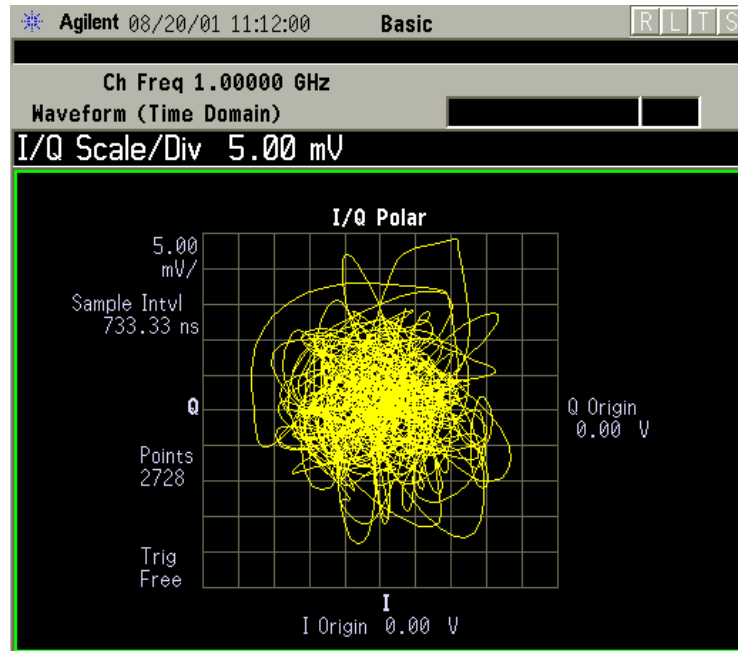 Agilent 08/20/01 11:12:00 Basic R L T S
Ch Freq 1.00000 GHz
Waveform (Time Domain)
I/Q Scale/Div 5.00 mV
I/Q Polar
5.00
mV/
Sample Intvl
733.33 ns
Q
Q Origin
0.00 V
Points
2728
Trig
Free
I
I Origin 0.00 V